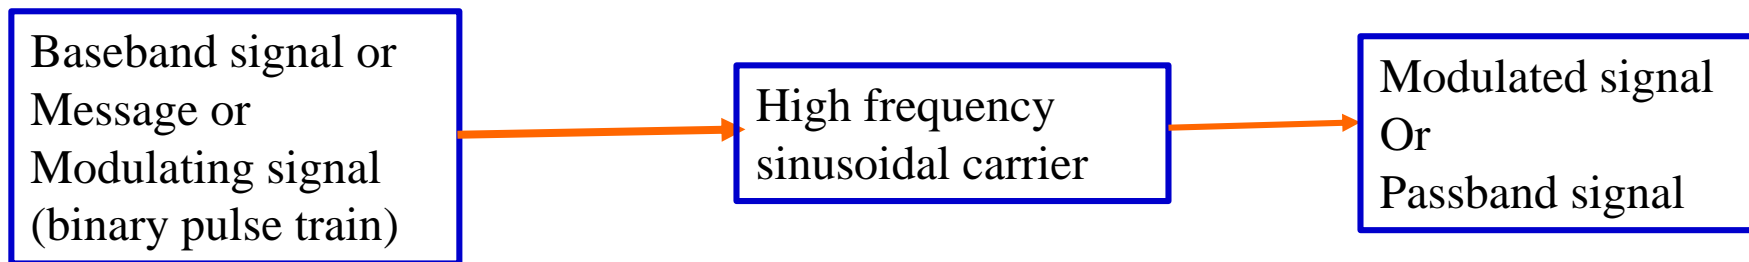 Baseband signal or
Message or
Modulating signal
(binary pulse train)
High frequency
sinusoidal carrier
Modulated signal
Or
Passband signal